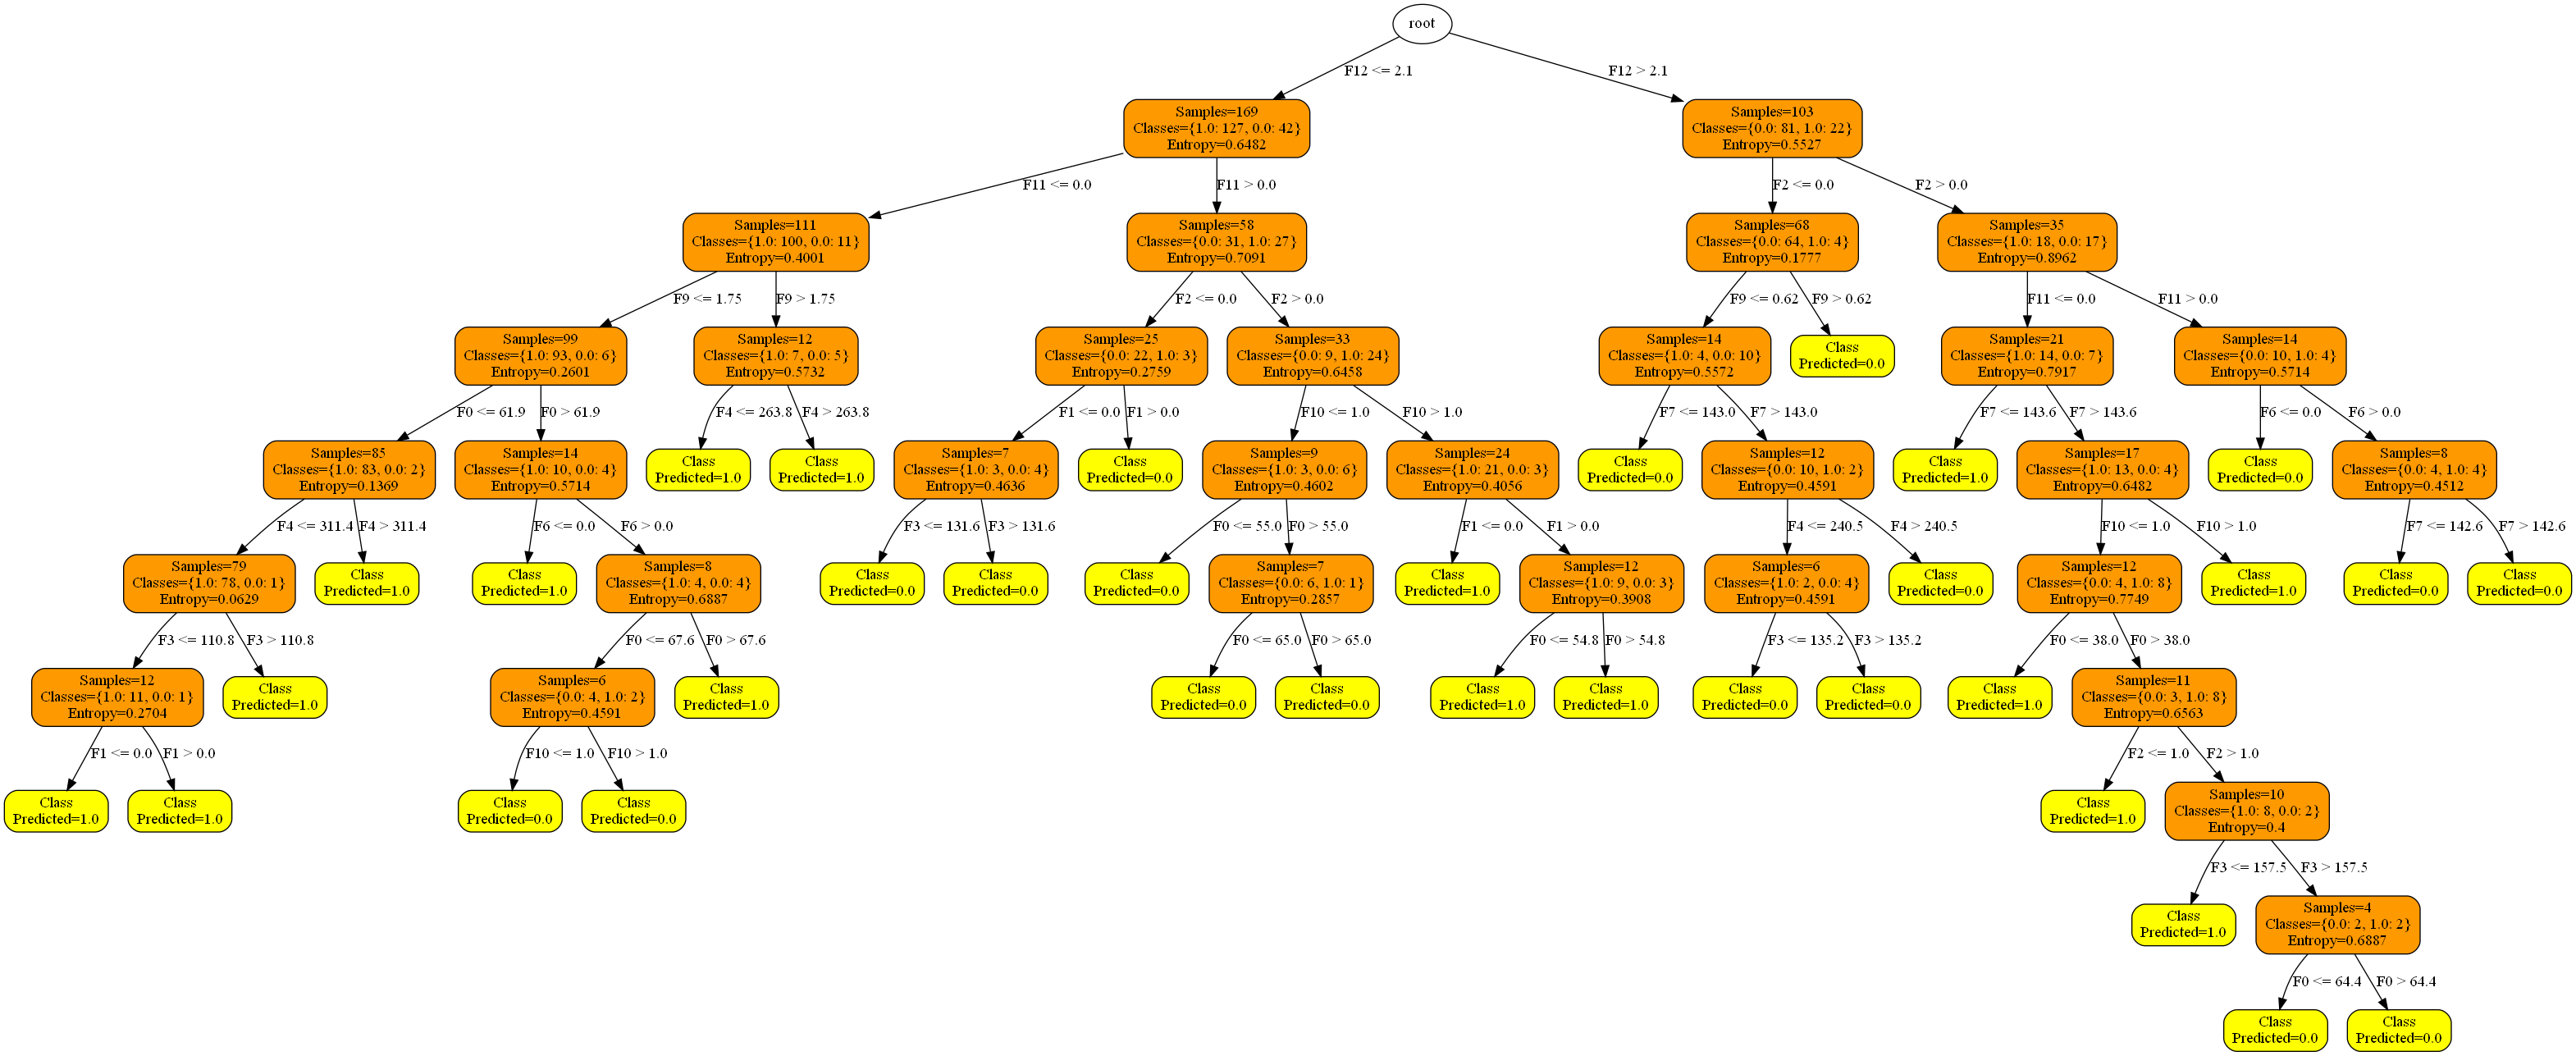 root
F12 <= 2.1
F12 > 2.1
Samples=169
Classes={1.0: 127, 0.0: 42}
Entropy=0.6482
Samples=103
Classes={0.0: 81, 1.0: 22}
Entropy=0.5527
F11 <= 0.0
F11 > 0.0
F2 <= 0.0
F2 > 0.0
Samples=111
Classes={1.0: 100, 0.0: 11}
Entropy=0.4001
Samples=58
Classes={0.0: 31, 1.0: 27}
Entropy=0.7091
Samples=68
Classes={0.0: 64, 1.0: 4}
Entropy=0.1777
Samples=35
Classes={1.0: 18, 0.0: 17}
Entropy=0.8962
F9 <= 1.75
F9 > 1.75
F2 <= 0.0
F2 > 0.0
F9 <= 0.62
F9 > 0.62
F11 <= 0.0
F11 > 0.0
Samples=99
Classes={1.0: 93, 0.0: 6}
Entropy=0.2601
Samples=12
Classes={1.0: 7, 0.0: 5}
Entropy=0.5732
Samples=25
Classes={0.0: 22, 1.0: 3}
Entropy=0.2759
Samples=33
Classes={0.0: 9, 1.0: 24}
Entropy=0.6458
Samples=14
Classes={1.0: 4, 0.0: 10}
Entropy=0.5572
Class
Predicted=0.0
Samples=21
Classes={1.0: 14, 0.0: 7}
Entropy=0.7917
Samples=14
Classes={0.0: 10, 1.0: 4}
Entropy=0.5714
F0 <= 61.9
F0 > 61.9
F4 <= 263.8
F4 > 263.8
F1 <= 0.0
F1 > 0.0
F10 <= 1.0
F10 > 1.0
F7 <= 143.0
F7 > 143.0
F7 <= 143.6
F7 > 143.6
F6 <= 0.0
F6 > 0.0
Samples=85
Classes={1.0: 83, 0.0: 2}
Entropy=0.1369
Samples=14
Classes={1.0: 10, 0.0: 4}
Entropy=0.5714
Class
Predicted=1.0
Class
Predicted=1.0
Samples=7
Classes={1.0: 3, 0.0: 4}
Entropy=0.4636
Class
Predicted=0.0
Samples=9
Classes={1.0: 3, 0.0: 6}
Entropy=0.4602
Samples=24
Classes={1.0: 21, 0.0: 3}
Entropy=0.4056
Class
Predicted=0.0
Samples=12
Classes={0.0: 10, 1.0: 2}
Entropy=0.4591
Class
Predicted=1.0
Samples=17
Classes={1.0: 13, 0.0: 4}
Entropy=0.6482
Class
Predicted=0.0
Samples=8
Classes={0.0: 4, 1.0: 4}
Entropy=0.4512
F4 <= 311.4
F4 > 311.4
F6 <= 0.0
F6 > 0.0
F3 <= 131.6
F3 > 131.6
F0 <= 55.0
F0 > 55.0
F1 <= 0.0
F1 > 0.0
F4 <= 240.5
F4 > 240.5
F10 <= 1.0
F10 > 1.0
F7 <= 142.6
F7 > 142.6
Samples=79
Classes={1.0: 78, 0.0: 1}
Entropy=0.0629
Class
Predicted=1.0
Class
Predicted=1.0
Samples=8
Classes={1.0: 4, 0.0: 4}
Entropy=0.6887
Class
Predicted=0.0
Class
Predicted=0.0
Class
Predicted=0.0
Samples=7
Classes={0.0: 6, 1.0: 1}
Entropy=0.2857
Class
Predicted=1.0
Samples=12
Classes={1.0: 9, 0.0: 3}
Entropy=0.3908
Samples=6
Classes={1.0: 2, 0.0: 4}
Entropy=0.4591
Class
Predicted=0.0
Samples=12
Classes={0.0: 4, 1.0: 8}
Entropy=0.7749
Class
Predicted=1.0
Class
Predicted=0.0
Class
Predicted=0.0
F3 <= 110.8
F3 > 110.8
F0 <= 67.6
F0 > 67.6
F0 <= 65.0
F0 > 65.0
F0 <= 54.8
F0 > 54.8
F3 <= 135.2
F3 > 135.2
F0 <= 38.0
F0 > 38.0
Samples=12
Classes={1.0: 11, 0.0: 1}
Entropy=0.2704
Class
Predicted=1.0
Samples=6
Classes={0.0: 4, 1.0: 2}
Entropy=0.4591
Class
Predicted=1.0
Class
Predicted=0.0
Class
Predicted=0.0
Class
Predicted=1.0
Class
Predicted=1.0
Class
Predicted=0.0
Class
Predicted=0.0
Class
Predicted=1.0
Samples=11
Classes={0.0: 3, 1.0: 8}
Entropy=0.6563
F1 <= 0.0
F1 > 0.0
F10 <= 1.0
F10 > 1.0
F2 <= 1.0
F2 > 1.0
Class
Predicted=1.0
Class
Predicted=1.0
Class
Predicted=0.0
Class
Predicted=0.0
Class
Predicted=1.0
Samples=10
Classes={1.0: 8, 0.0: 2}
Entropy=0.4
F3 <= 157.5
F3 > 157.5
Class
Predicted=1.0
Samples=4
Classes={0.0: 2, 1.0: 2}
Entropy=0.6887
F0 <= 64.4
F0 > 64.4
Class
Predicted=0.0
Class
Predicted=0.0